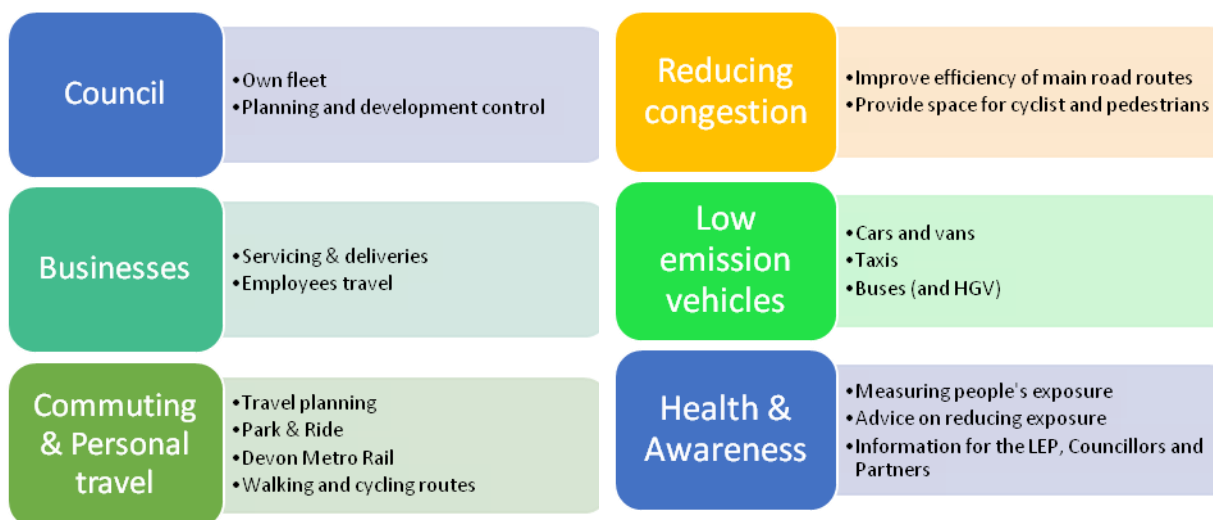 Council
•Own fleet
•Planning and development control
Businesses
•Servicing & deliveries
•Employees travel
Commuting
& Personal
travel
•Travel planning
•Park & Ride
•Devon Metro Rail
•Walking and cycling routes
Reducing
congestion
•Improve efficiency of main road routes
•Provide space for cyclist and pedestrians
Low
emission
vehicles
•Cars and vans
•Taxis
•Buses (and HGV)
Health &
Awareness
•Measuring people's exposure
•Advice on reducing exposure
•Information for the LEP, Councillors and
Partners